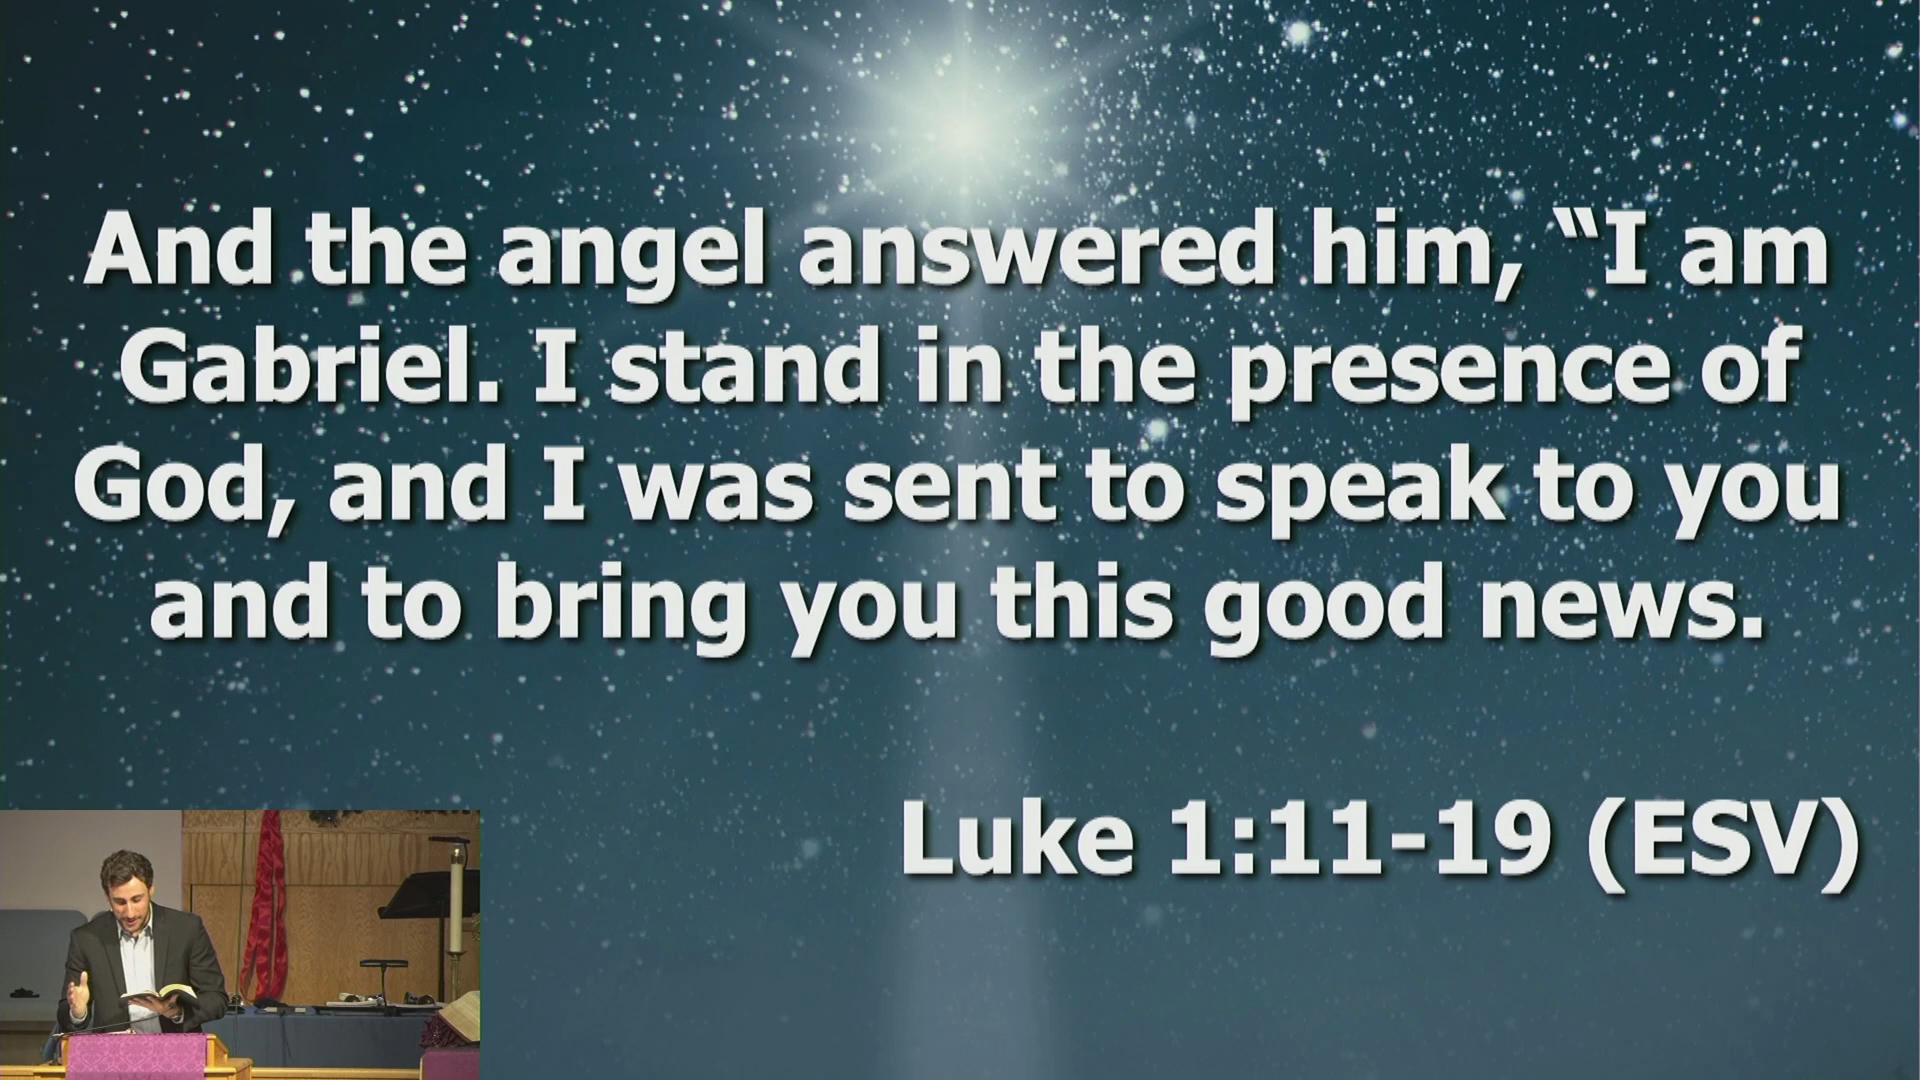 And the angel answered him, “I am
Gabriel. I stand in the presence of
God, and I was sent to speak to you
and to bring you this good news.
Luke 1:11-19 (ESV)